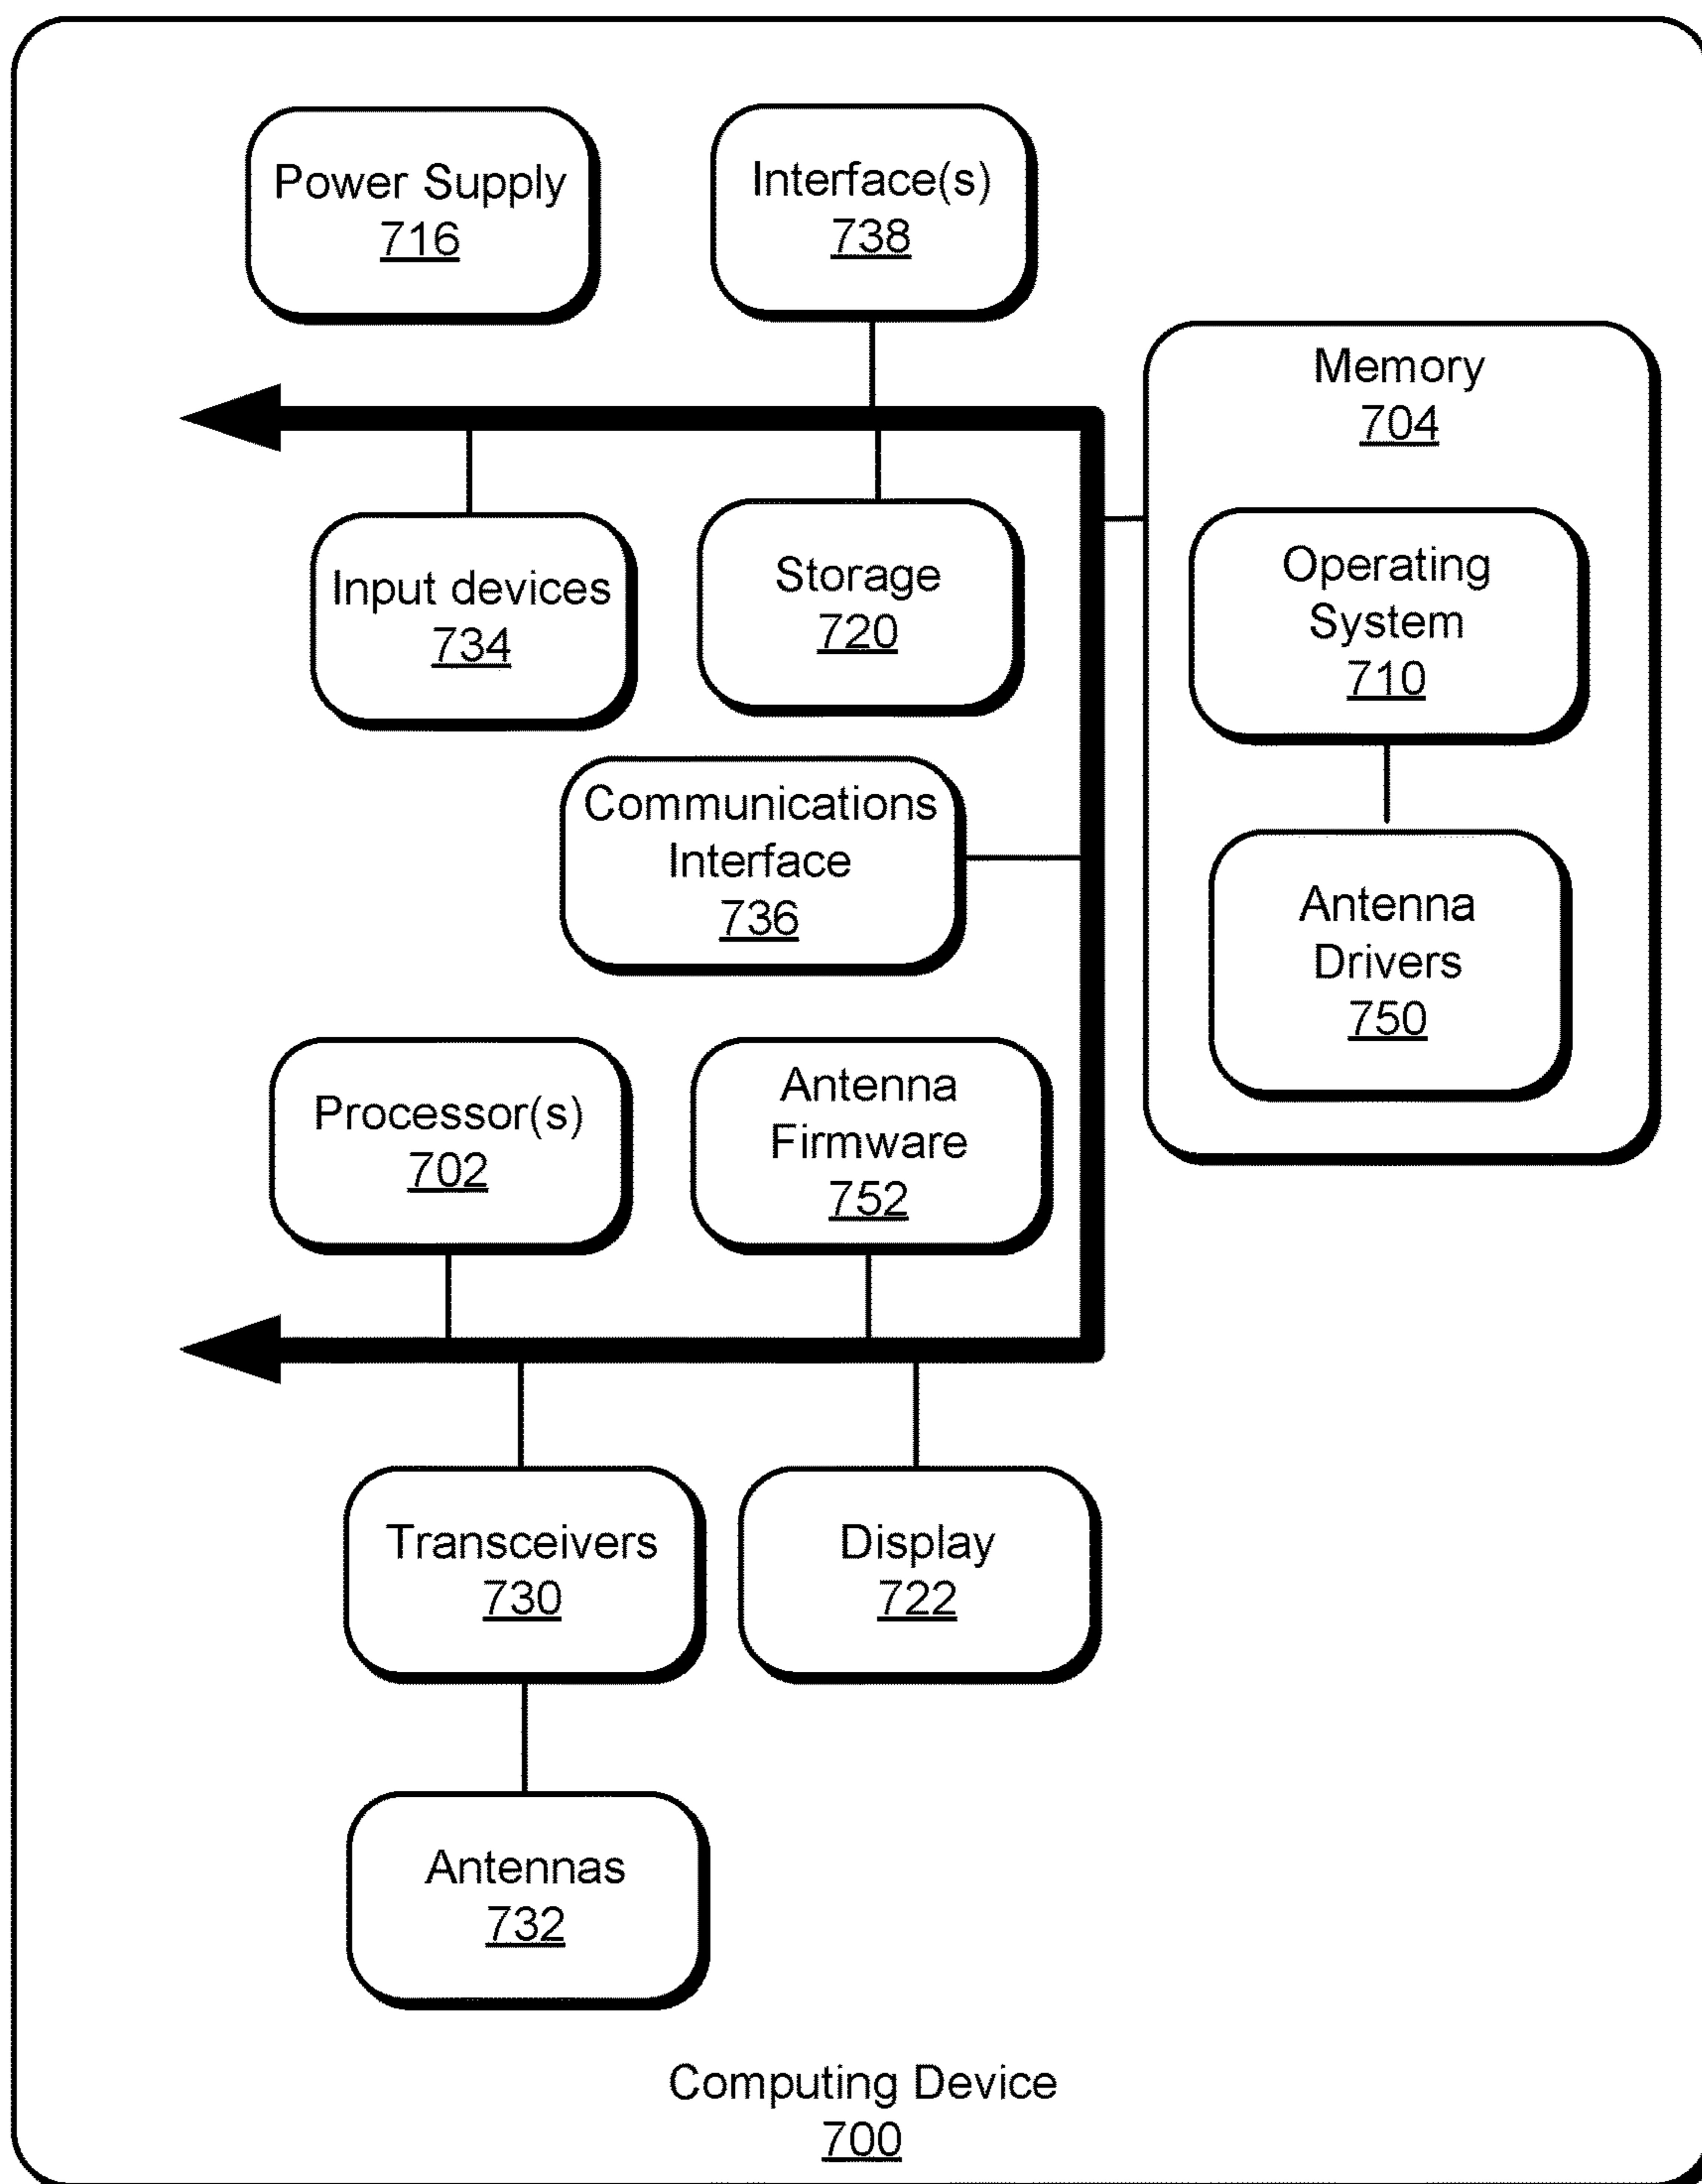 Power Supply
716
Interface(s)
738
Memory
704
Input devices
734
Storage
720
Operating
System
710
Communications
Interface
736
Antenna
Drivers
750
Processor(s)
702
Antenna
Firmware
752
Transceivers
730
Display
722
Antennas
732
Computing Device
700